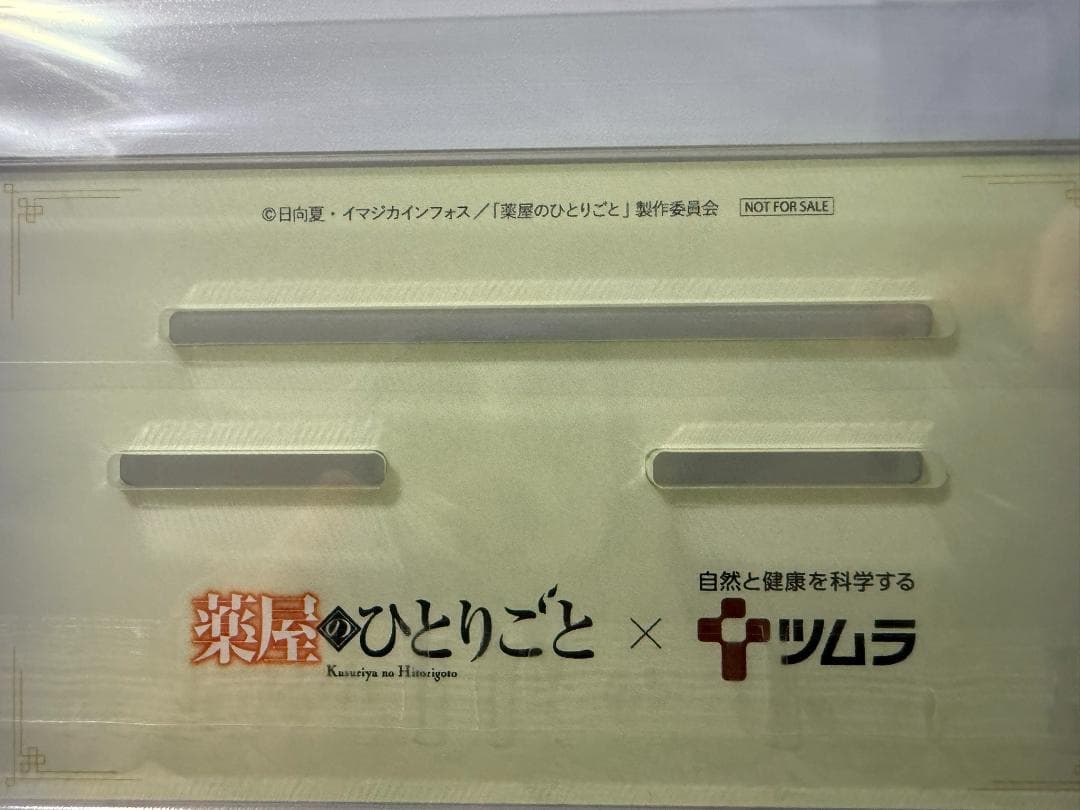 ©日向夏・イマジカインフォス／「薬屋のひとりごと」製作委員会 NOT FOR SALE
自然と健康を科学する
薬屋のひとりごと × ツムラ
Kusuriya no Hitorigoto